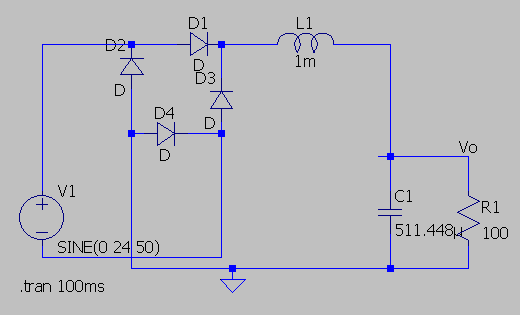 D1
L1
D2
D
1m
D3
D
D4
D
D
Vo
V1
C1
R1
511.448µ
100
SINE(0 24 50)
.tran 100ms